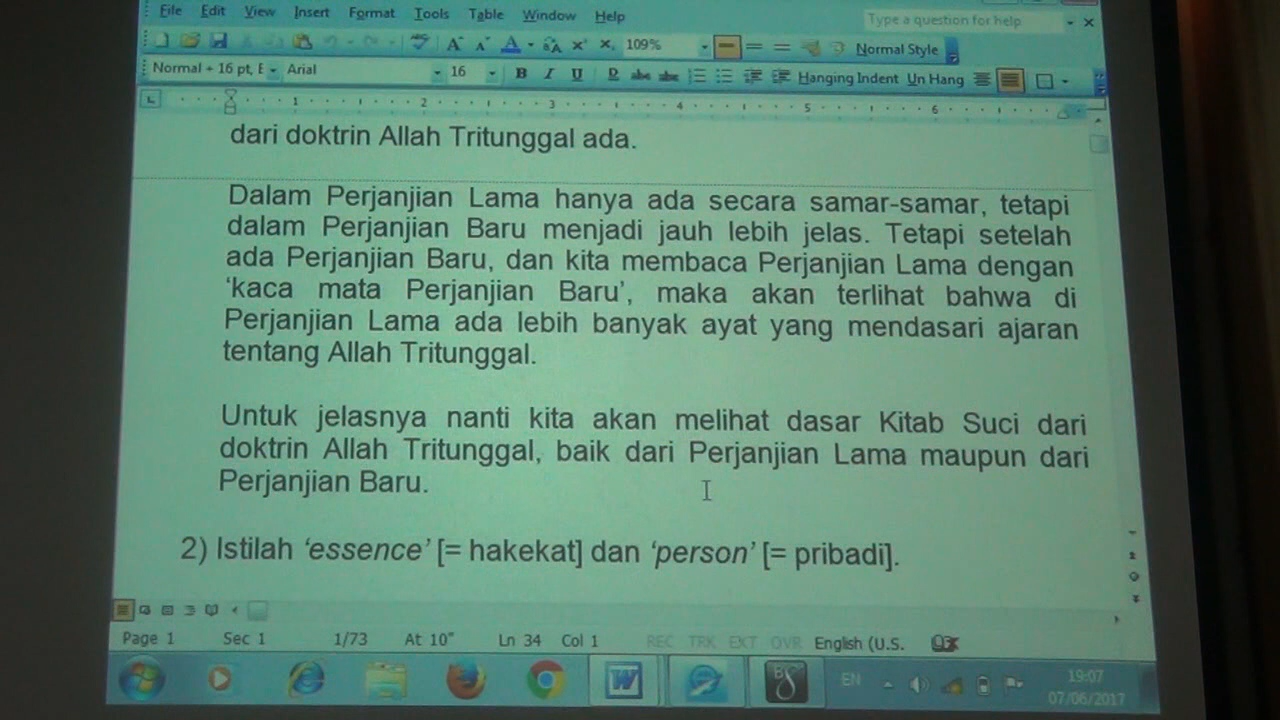 File Edit View Insert Format Tools Table Window Help Type a question for help
109% Normal Style
Normal + 16 pt, E Arial 16 B I U Hanging Indent Un Hang
1 2 3 4 5 6
dari doktrin Allah Tritunggal ada.
Dalam Perjanjian Lama hanya ada secara samar-samar, tetapi
dalam Perjanjian Baru menjadi jauh lebih jelas. Tetapi setelah
ada Perjanjian Baru, dan kita membaca Perjanjian Lama dengan
‘kaca mata Perjanjian Baru’, maka akan terlihat bahwa di
Perjanjian Lama ada lebih banyak ayat yang mendasari ajaran
tentang Allah Tritunggal.
Untuk jelasnya nanti kita akan melihat dasar Kitab Suci dari
doktrin Allah Tritunggal, baik dari Perjanjian Lama maupun dari
Perjanjian Baru.
2) Istilah ‘essence’ [= hakekat] dan ‘person’ [= pribadi].
Page 1 Sec 1 1/73 At 10" Ln 34 Col 1 REC TRK EXT OVR English (U.S.
EN 19:07
07/06/2017